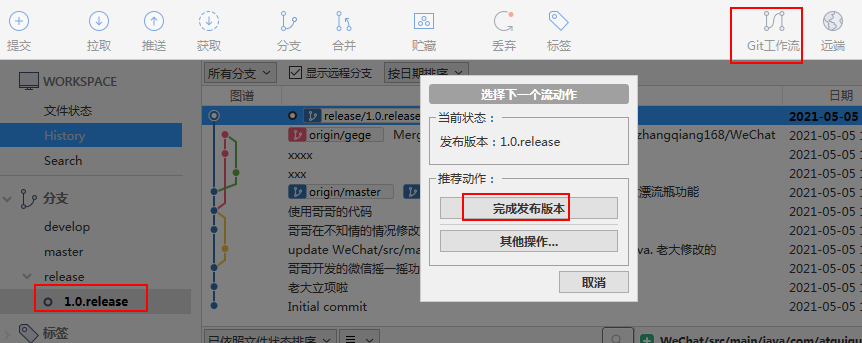 提交 拉取 推送 获取 分支 合并 贮藏 丢弃 标签 Git工作流 远端
WORKSPACE
文件状态
History
Search
分支
develop
master
release
1.0.release
标签
所有分支 显示远程分支 按日期排序
图谱 日期
release/1.0.release 2021-05-05
origin/gege Merg zhangqiang168/WeChat 2021-05-05
xxxx 2021-05-05
xxx 2021-05-05
origin/master 漂流瓶功能 2021-05-05
使用哥哥的代码 2021-05-05
哥哥在不知情的情况修改 2021-05-05
update WeChat/src/ma va. 老大修改的 2021-05-05
哥哥开发的微信摇一摇功 2021-05-05
老大立项啦 2021-05-05
Initial commit 2021-05-05
选择下一个流动作
当前状态：
发布版本：1.0.release
推荐动作：
完成发布版本
其他操作...
取消
已依照文件状态排序
WeChat/src/main/java/com/atguigu